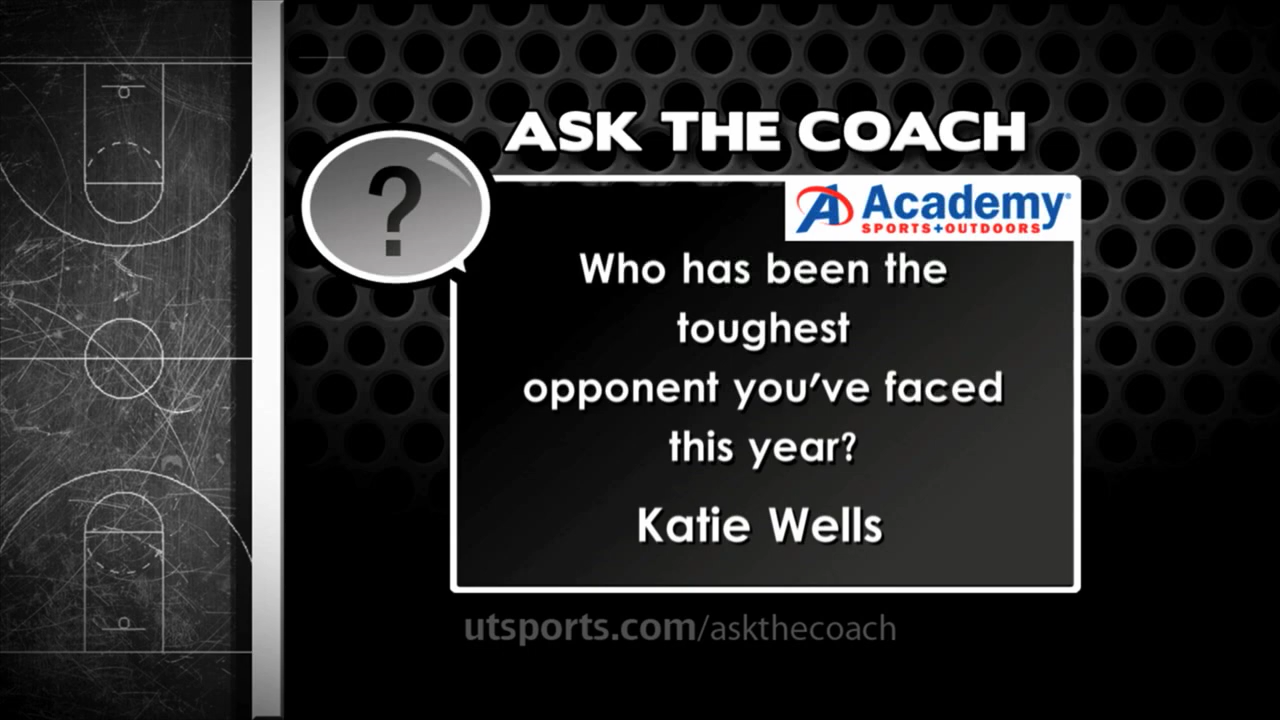 ASK THE COACH
?
Academy
SPORTS+OUTDOORS
Who has been the
toughest
opponent you've faced
this year?
Katie Wells
utsports.com/askthecoach